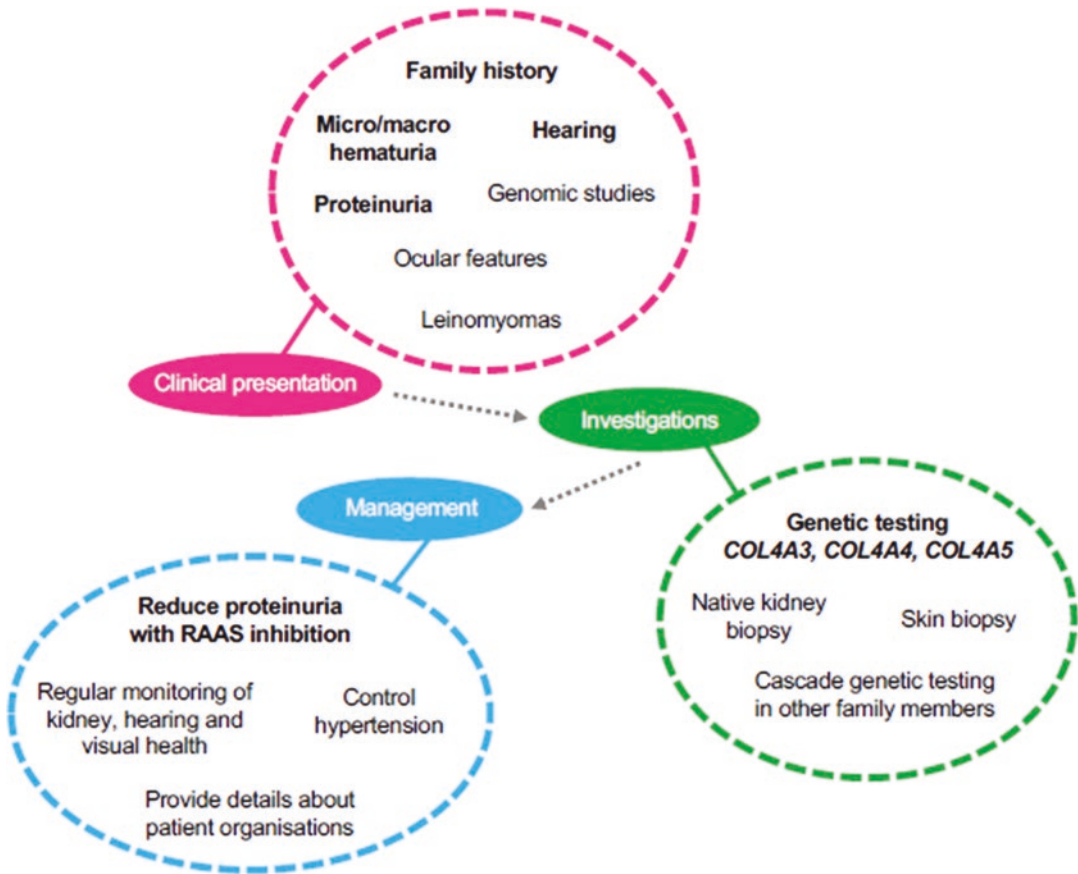 Family history
Micro/macro
hematuria
Hearing
Proteinuria
Genomic studies
Ocular features
Leinomyomas
Clinical presentation
Investigations
Management
Genetic testing
COL4A3, COL4A4, COL4A5
Native kidney
biopsy
Skin biopsy
Cascade genetic testing
in other family members
Reduce proteinuria
with RAAS inhibition
Regular monitoring of
kidney, hearing and
visual health
Control
hypertension
Provide details about
patient organisations